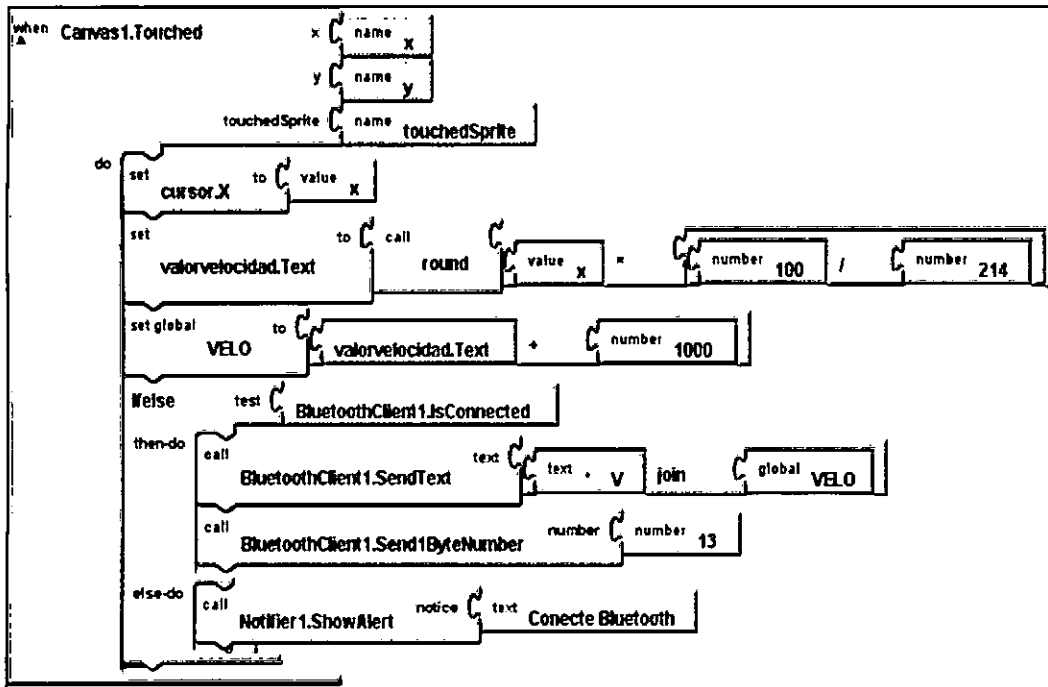 when Canvas1.Touched x name x
y name y
touchedSprite name touchedSprite
do set cursor.X to value x
set valorvelocidad.Text to call round value x × number 100 / number 214
set global VELO to valorvelocidad.Text + number 1000
ifelse test BluetoothClient1.IsConnected
then-do call BluetoothClient1.SendText text text V join global VELO
call BluetoothClient1.Send1ByteNumber number number 13
else-do call Notifier1.ShowAlert notice text Conecte Bluetooth